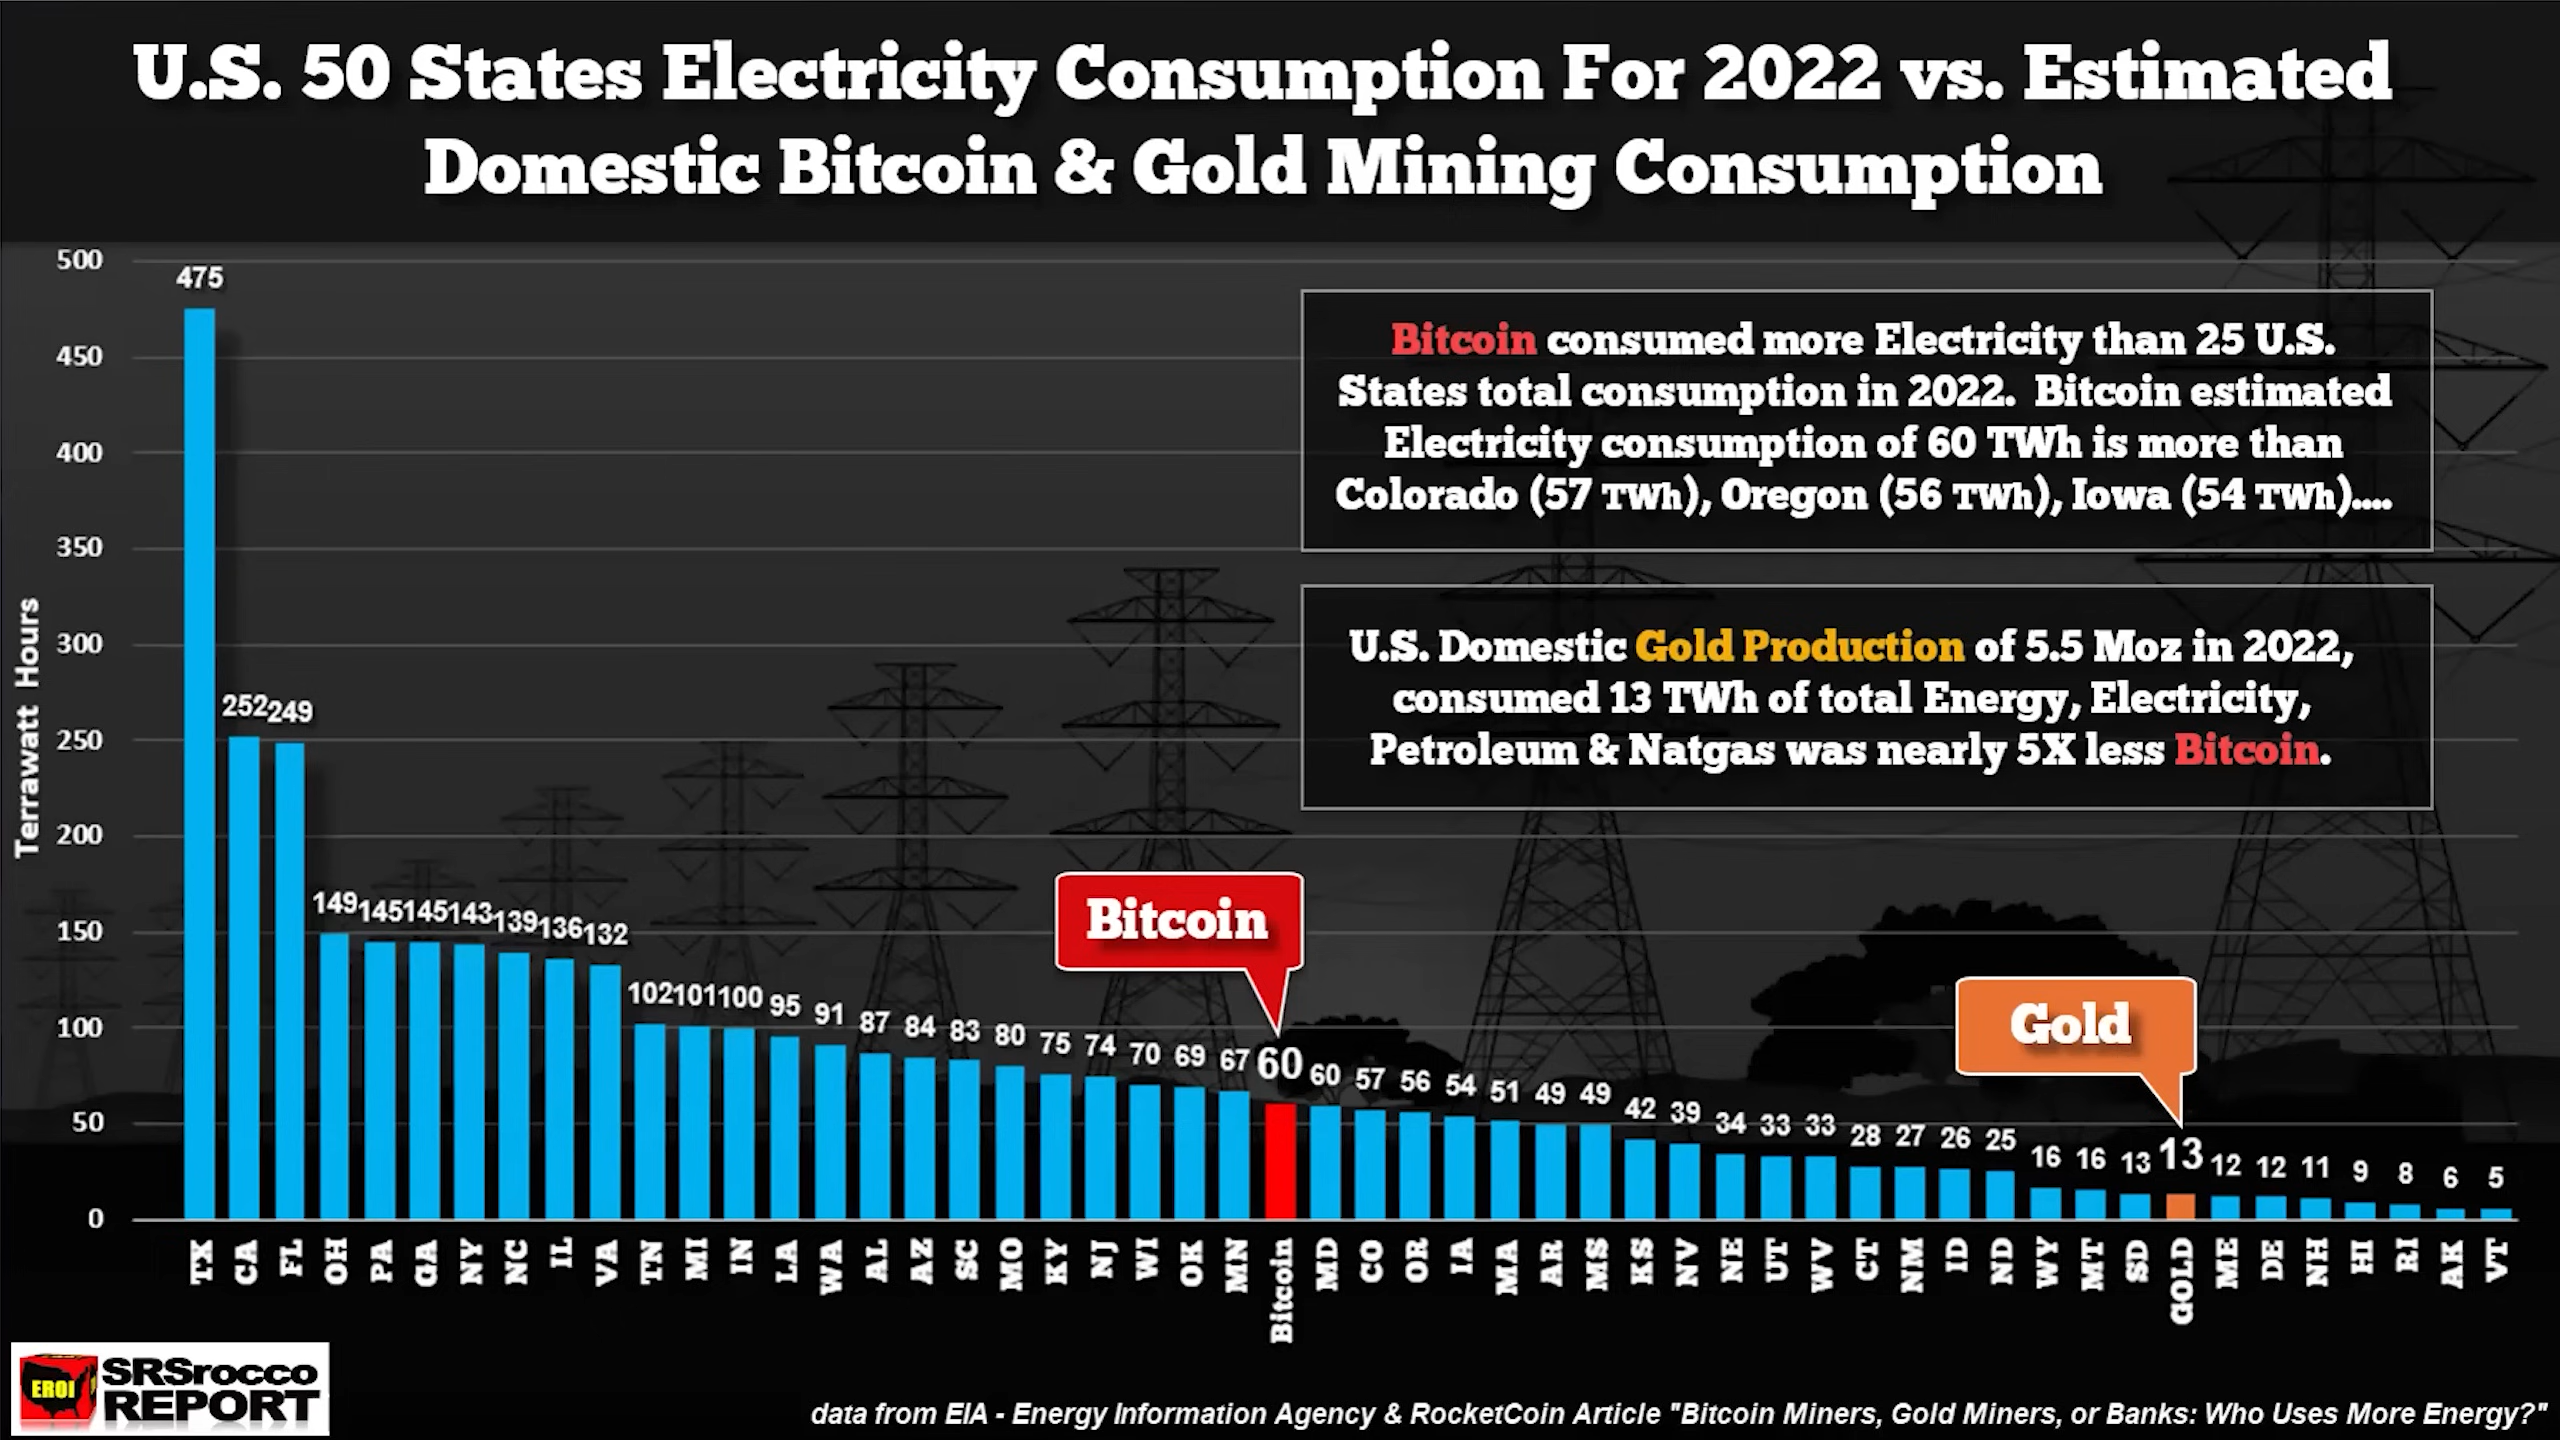 U.S. 50 States Electricity Consumption For 2022 vs. Estimated
Domestic Bitcoin & Gold Mining Consumption
Terrawatt Hours
500
450
400
350
300
250
200
150
100
50
0
Bitcoin consumed more Electricity than 25 U.S.
States total consumption in 2022. Bitcoin estimated
Electricity consumption of 60 TWh is more than
Colorado (57 TWh), Oregon (56 TWh), Iowa (54 TWh)....
U.S. Domestic Gold Production of 5.5 Moz in 2022,
consumed 13 TWh of total Energy, Electricity,
Petroleum & Natgas was nearly 5X less Bitcoin.
Bitcoin
Gold
475 252 249 149 145 145 143 139 136 132 102 101 100 95 91 87 84 83 80 75 74 70 69 67 60 60 57 56 54 51 49 49 42 39 34 33 33 28 27 26 25 16 16 13 13 12 12 11 9 8 6 5
TX CA FL OH PA GA NY NC IL VA TN MI IN LA WA AL AZ SC MO KY NJ WI OK MN Bitcoin MD CO OR IA MA AR MS KS NV NE UT WV CT NM ID ND WY MT SD GOLD ME DE NH HI RI AK VT
EROI
SRSrocco
REPORT
data from EIA - Energy Information Agency & RocketCoin Article "Bitcoin Miners, Gold Miners, or Banks: Who Uses More Energy?"